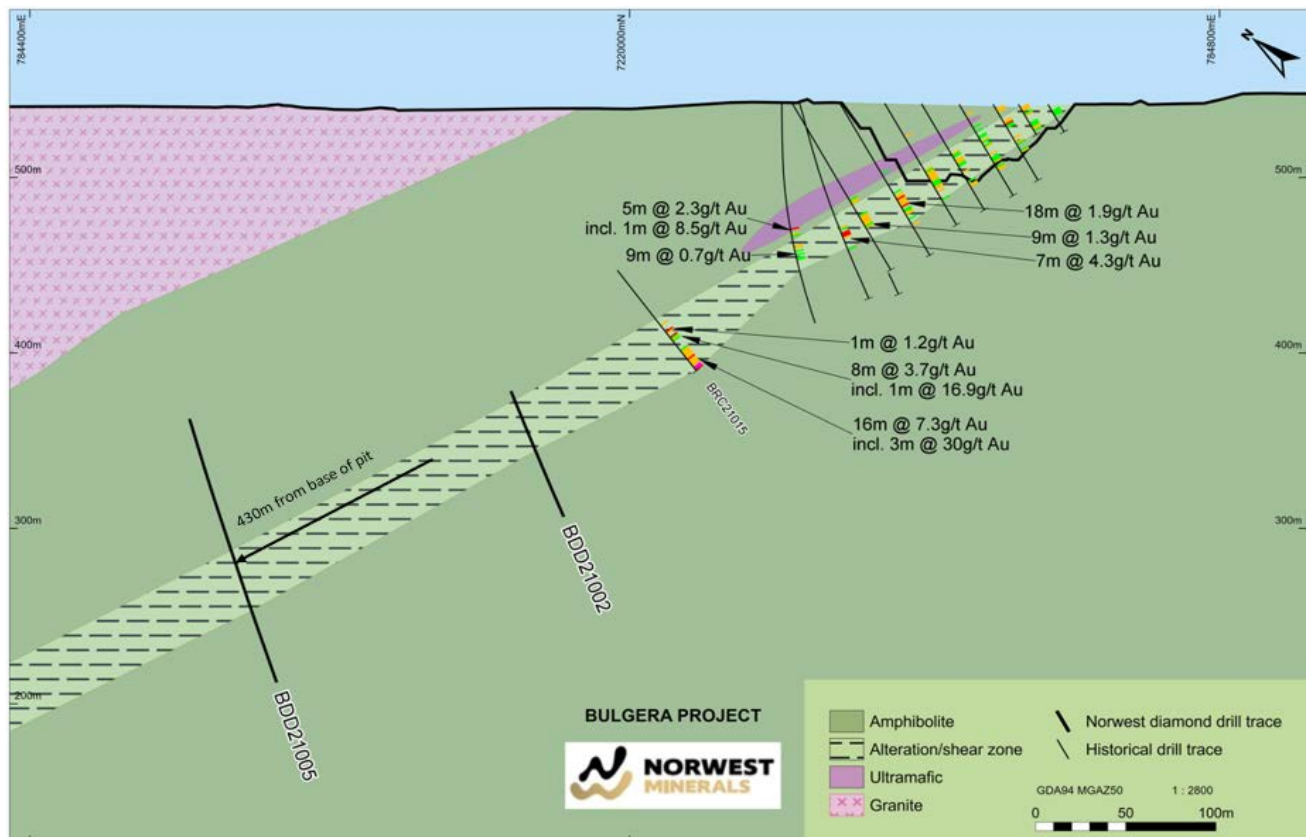 784400mE
7220000mN
784800mE
N
500m
500m
5m @ 2.3g/t Au
incl. 1m @ 8.5g/t Au
9m @ 0.7g/t Au
18m @ 1.9g/t Au
9m @ 1.3g/t Au
7m @ 4.3g/t Au
400m
400m
1m @ 1.2g/t Au
8m @ 3.7g/t Au
incl. 1m @ 16.9g/t Au
16m @ 7.3g/t Au
incl. 3m @ 30g/t Au
BRC21015
430m from base of pit
300m
300m
BDD21002
200m
BDD21005
BULGERA PROJECT
NORWEST
MINERALS
Amphibolite
Alteration/shear zone
Ultramafic
Granite
Norwest diamond drill trace
Historical drill trace
GDA94 MGAZ50 1 : 2800
0 50 100m